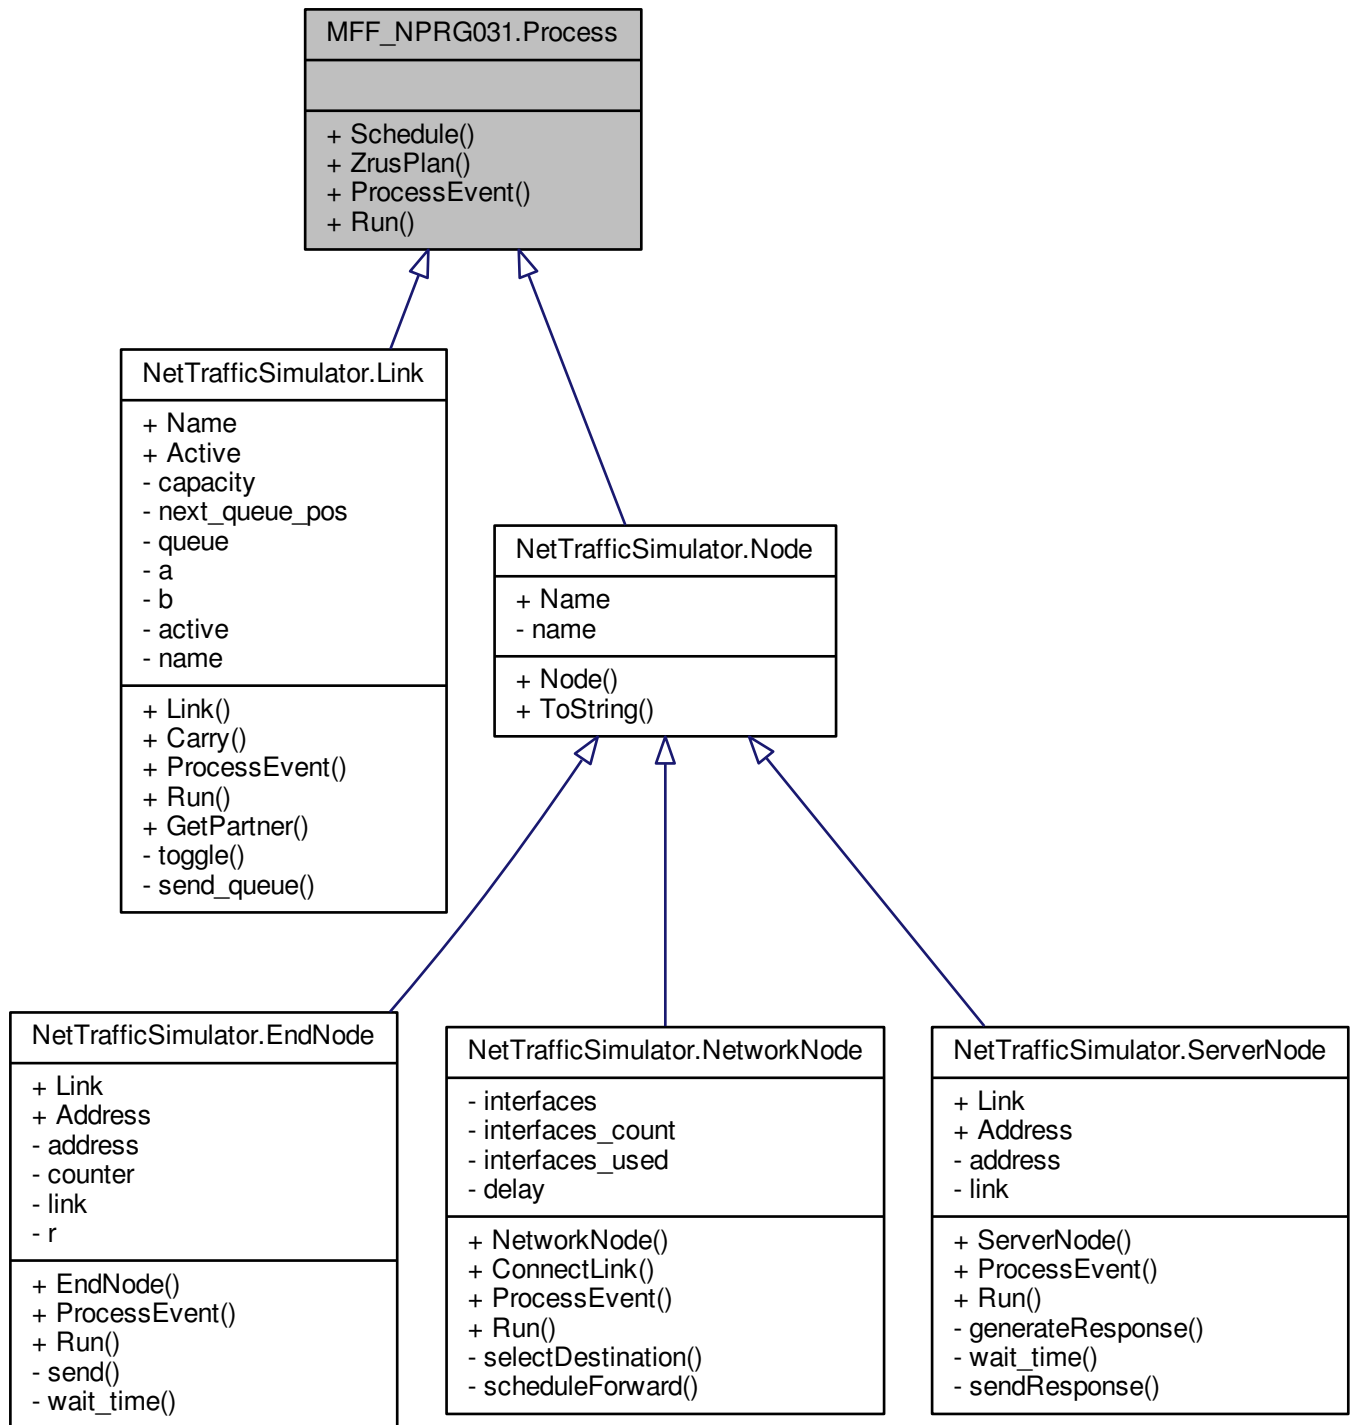 MFF_NPRG031.Process
+ Schedule()
+ ZrusPlan()
+ ProcessEvent()
+ Run()
NetTrafficSimulator.Link
+ Name
+ Active
- capacity
- next_queue_pos
- queue
- a
- b
- active
- name
+ Link()
+ Carry()
+ ProcessEvent()
+ Run()
+ GetPartner()
- toggle()
- send_queue()
NetTrafficSimulator.Node
+ Name
- name
+ Node()
+ ToString()
NetTrafficSimulator.EndNode
+ Link
+ Address
- address
- counter
- link
- r
+ EndNode()
+ ProcessEvent()
+ Run()
- send()
- wait_time()
NetTrafficSimulator.NetworkNode
- interfaces
- interfaces_count
- interfaces_used
- delay
+ NetworkNode()
+ ConnectLink()
+ ProcessEvent()
+ Run()
- selectDestination()
- scheduleForward()
NetTrafficSimulator.ServerNode
+ Link
+ Address
- address
- link
+ ServerNode()
+ ProcessEvent()
+ Run()
- generateResponse()
- wait_time()
- sendResponse()